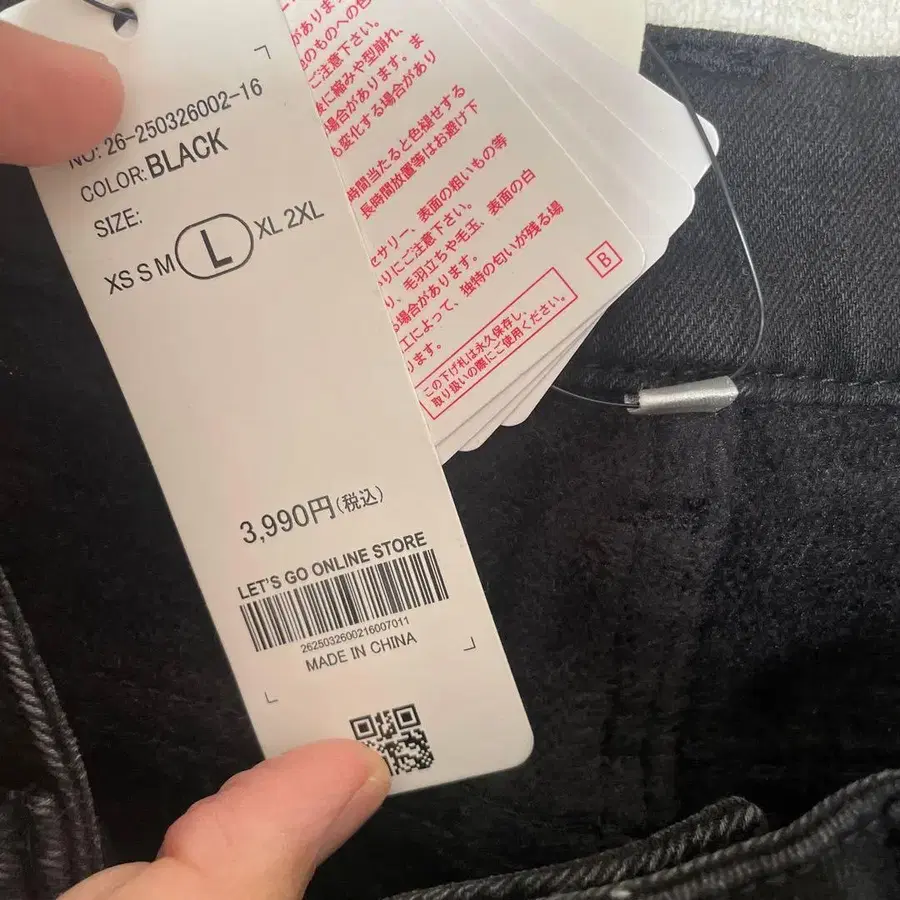 NO: 26-250326002-16
COLOR:BLACK
SIZE:
XS S M L XL 2XL
3,990円(税込)
LET'S GO ONLINE STORE
2625032600216007011
MADE IN CHINA
があります。
色のものへの色
ご注意下さい。
後に縮みや型崩れ、
場合があります。ま
も変化する場合があり
時間当たると色褪せする
長時間放置等はお避け下
セサリー、表面の粗いもの等
りにご注意下さい。
り、毛羽立ちや毛玉、表面の白
る場合があります。
工によって、独特の匂いが残る場
ります。
この下げ札は永久保存し、
取り扱いの際にご使用ください。
B